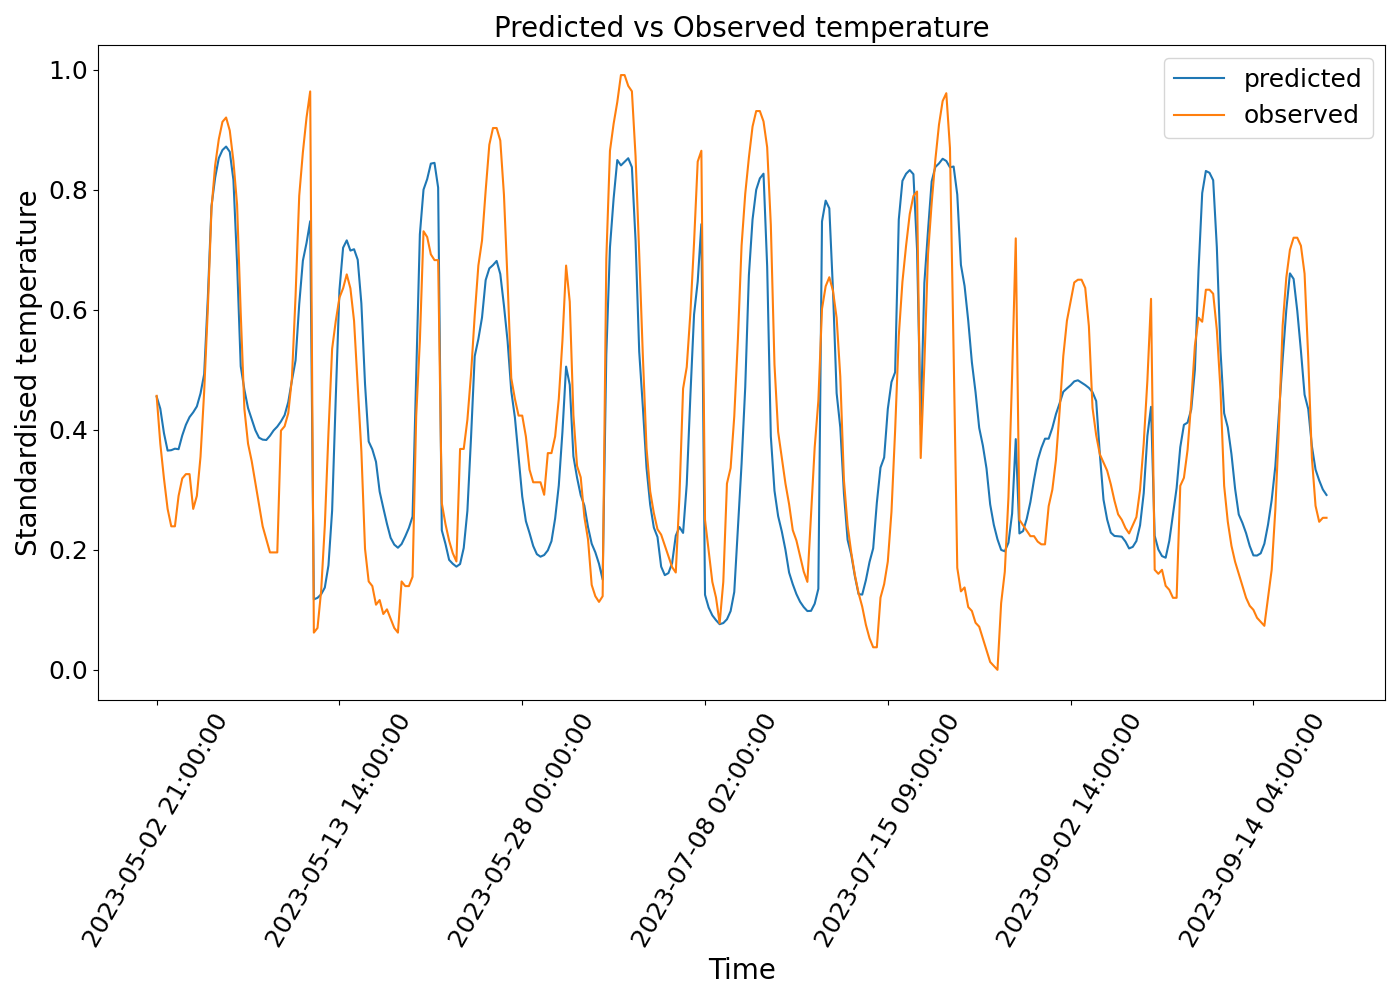 Predicted vs Observed temperature
predicted
observed
Standardised temperature
1.0
0.8
0.6
0.4
0.2
0.0
2023-05-02 21:00:00
2023-05-13 14:00:00
2023-05-28 00:00:00
2023-07-08 02:00:00
2023-07-15 09:00:00
2023-09-02 14:00:00
2023-09-14 04:00:00
Time